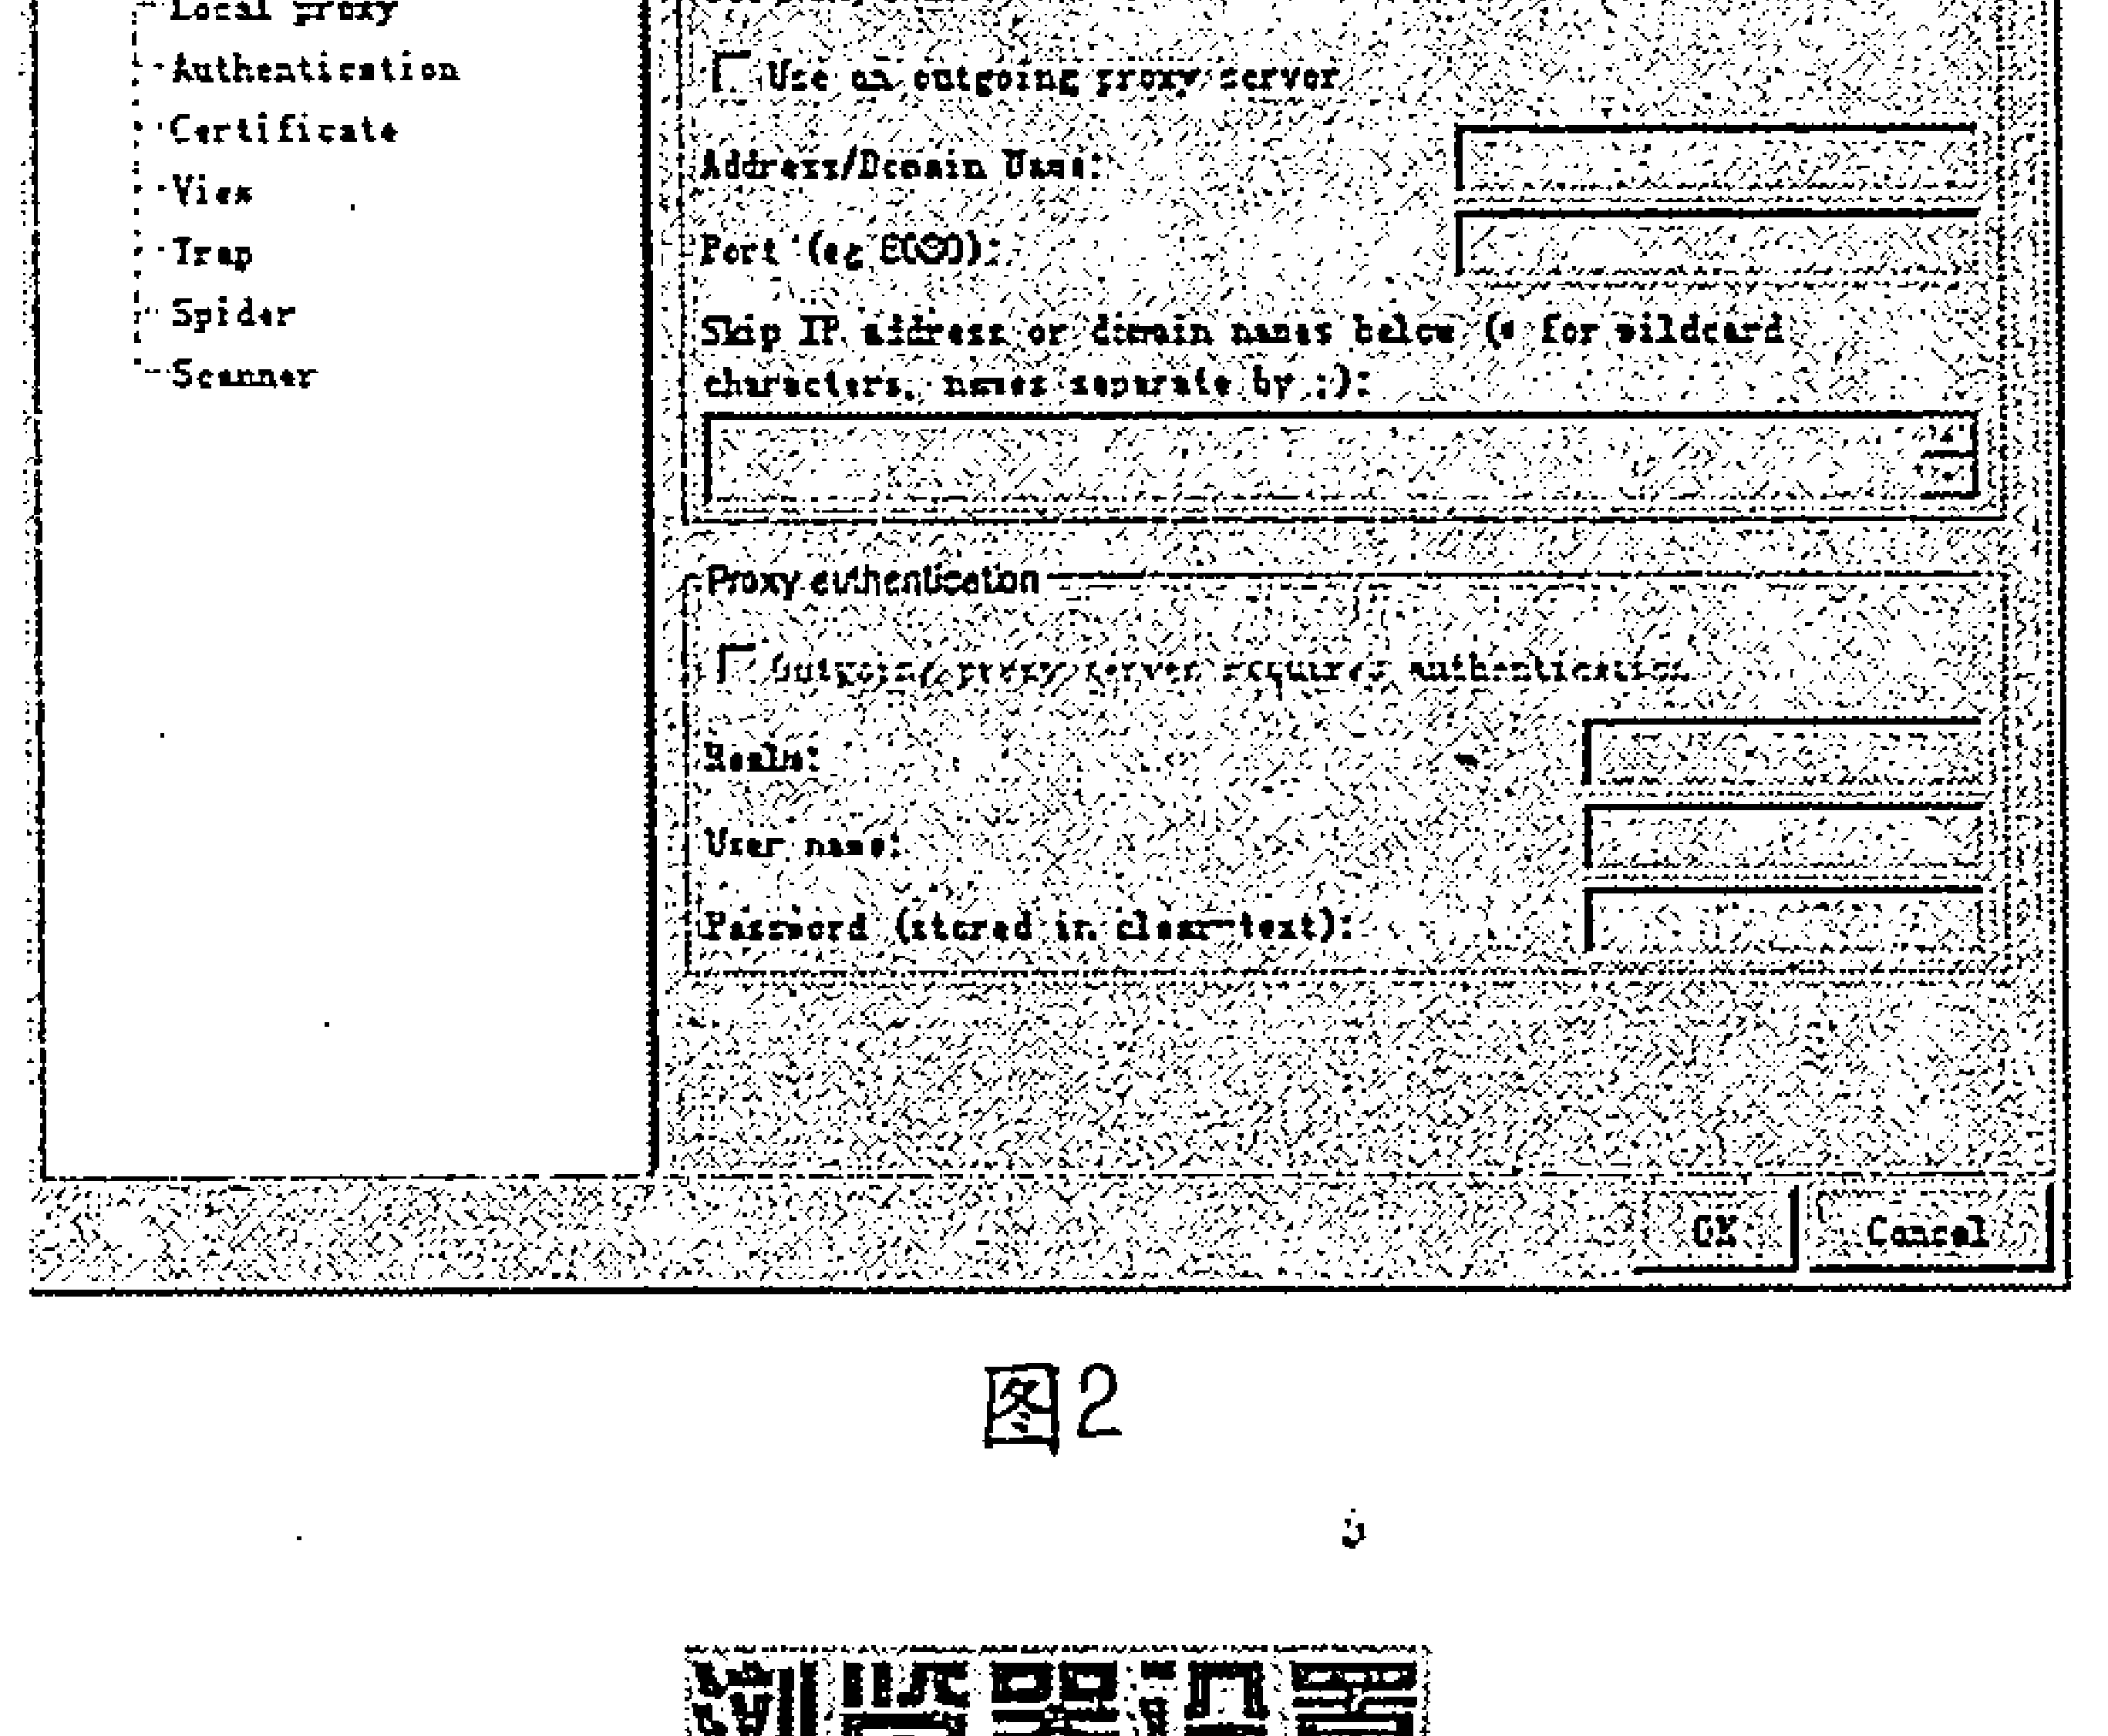 Local proxy
Authentication
Certificate
View
Trap
Spider
Scanner
Use an outgoing proxy server
Address/Domain Name:
Port (eg 8080):
Skip IP address or domain names below (* for wildcard
characters, names separate by ;):
Proxy authentication
Outgoing proxy server requires authentication
Realm:
User name:
Password (stored in clear-text):
OK
Cancel
图2